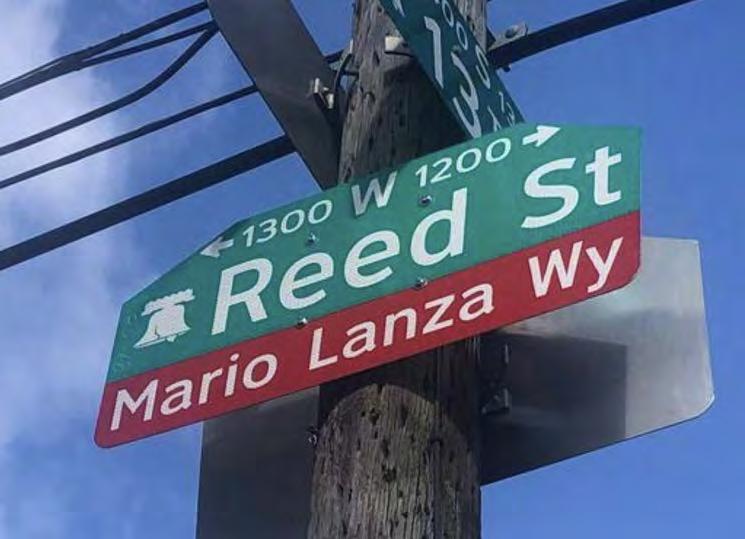 ← 1300 W 1200 →
Reed St
Mario Lanza Wy
13